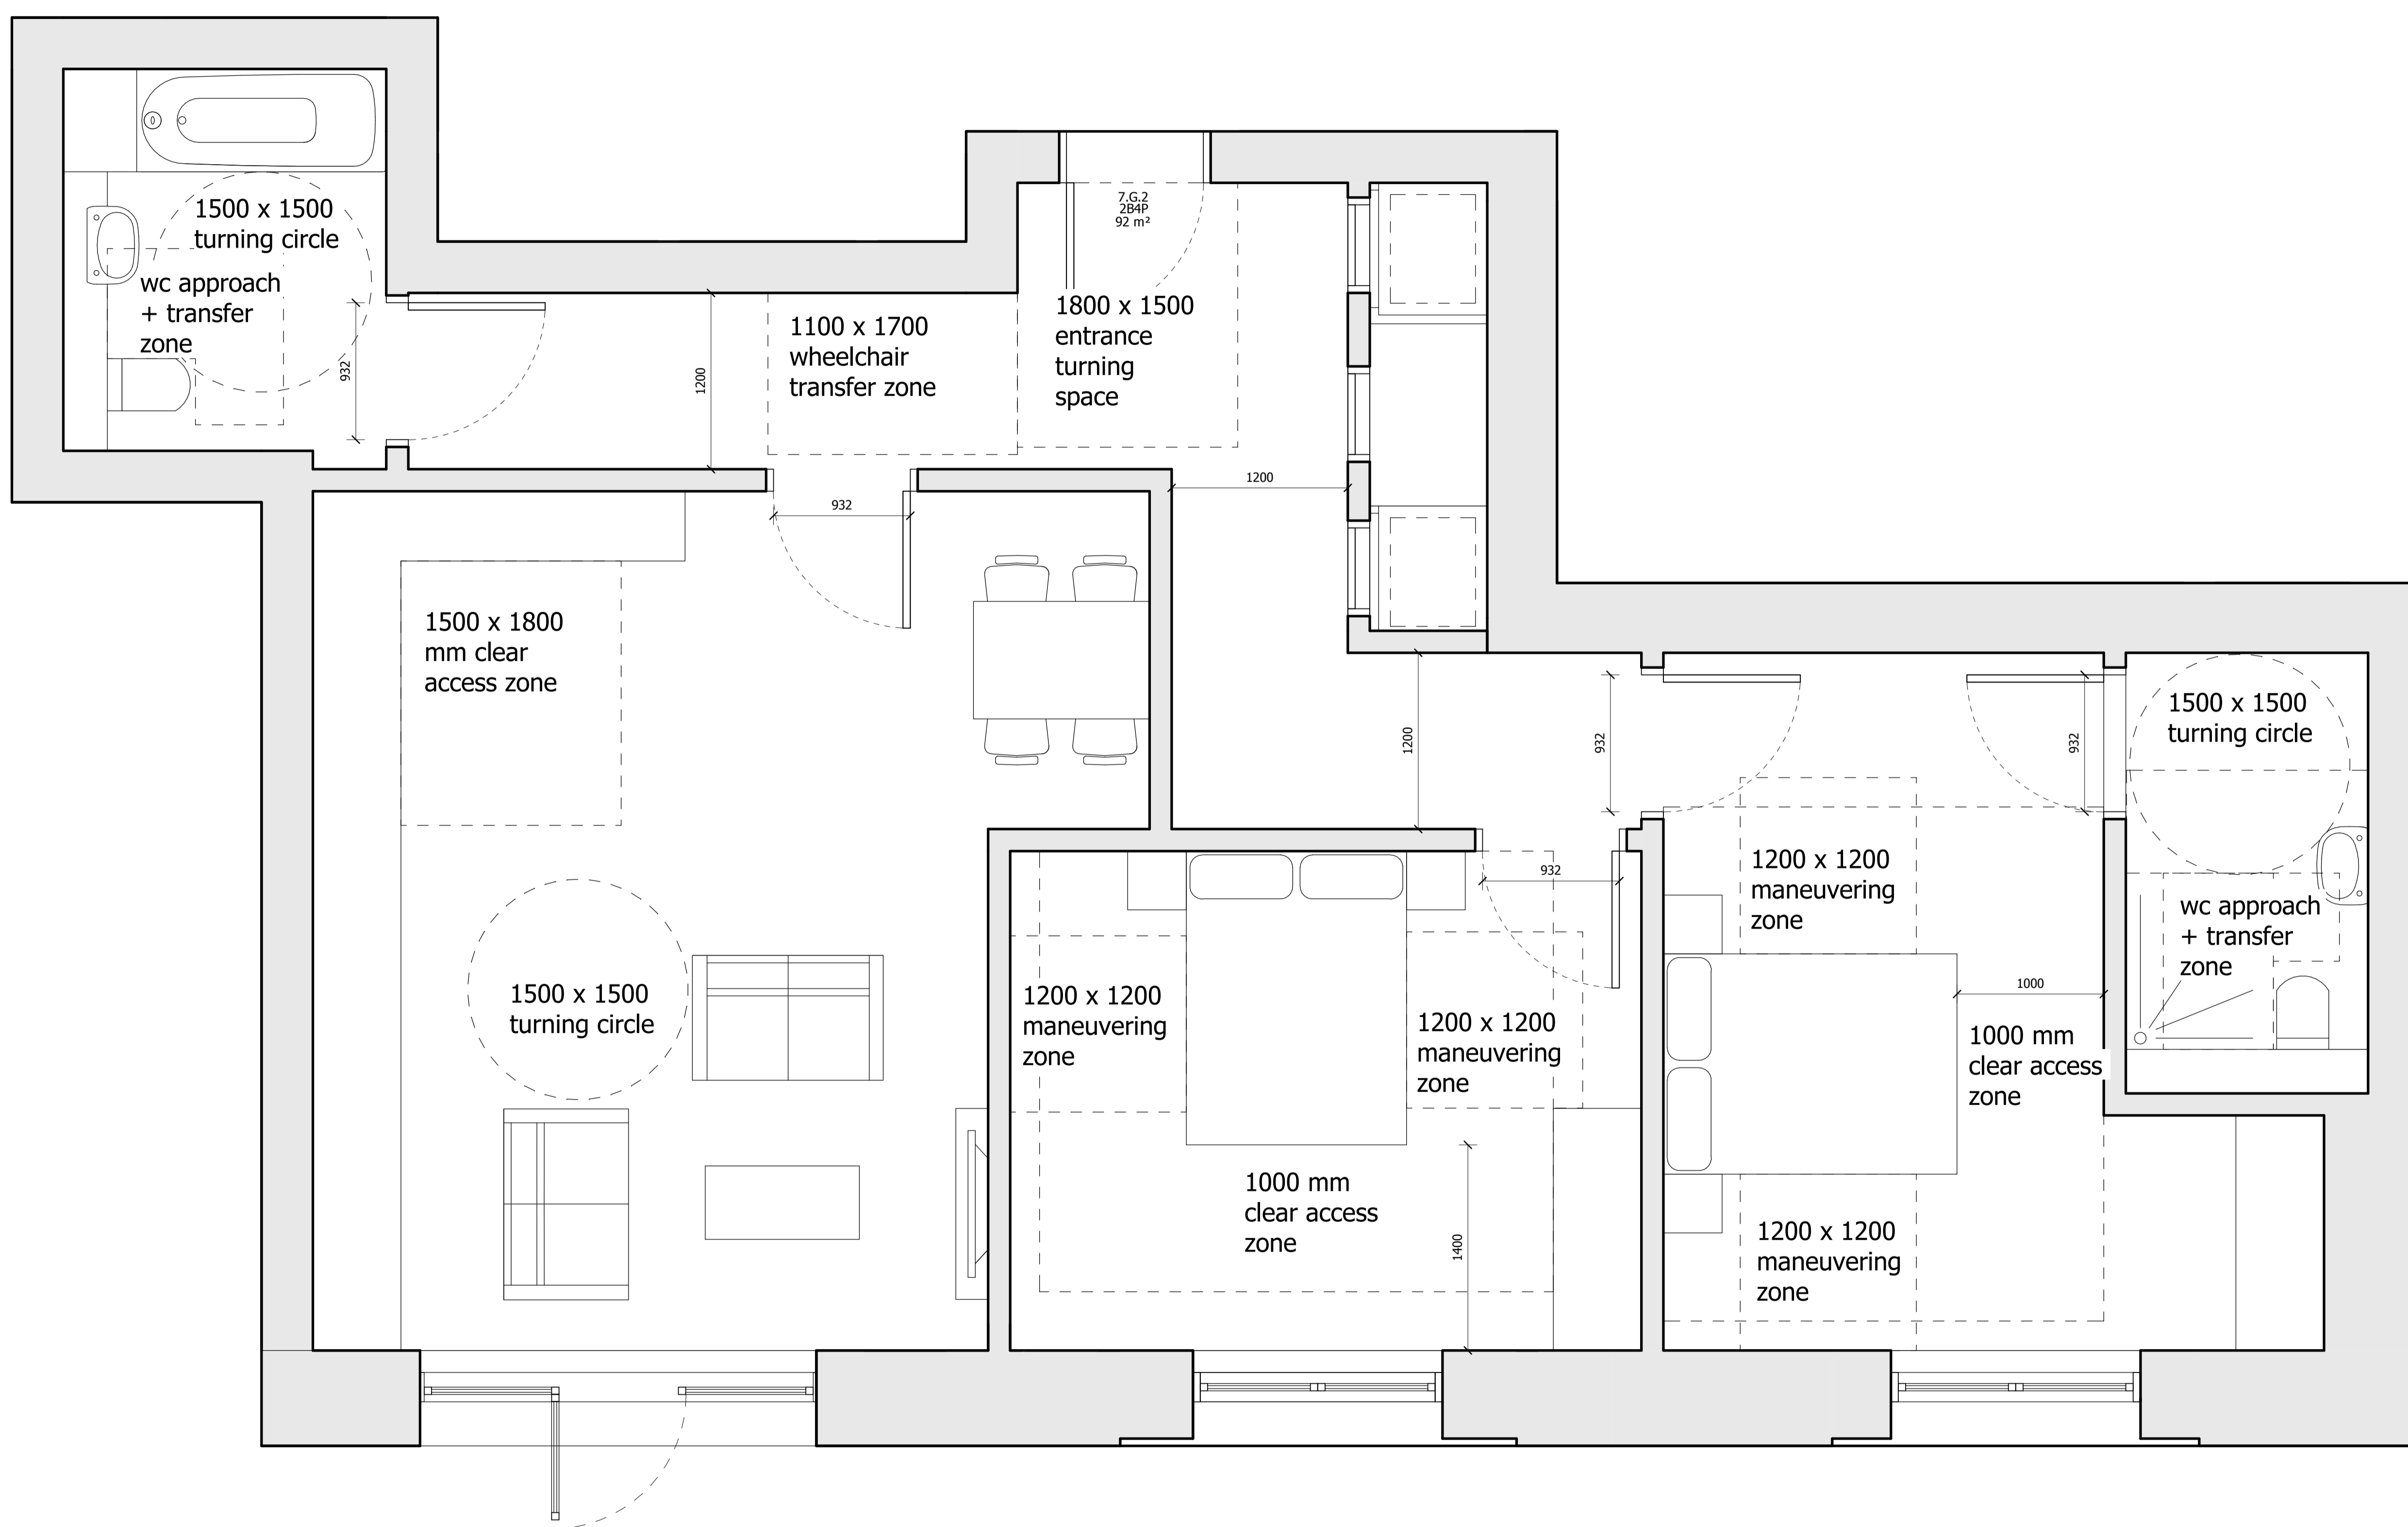 1500 x 1500
turning circle
wc approach
+ transfer
zone
932
1200
1100 x 1700
wheelchair
transfer zone
7.G.2
2B4P
92 m²
1800 x 1500
entrance
turning
space
1200
932
1500 x 1800
mm clear
access zone
1500 x 1500
turning circle
1200
932
932
1500 x 1500
turning circle
932
1200 x 1200
maneuvering
zone
1200 x 1200
maneuvering
zone
1000 mm
clear access
zone
1400
1200 x 1200
maneuvering
zone
wc approach
+ transfer
zone
1000
1000 mm
clear access
zone
1200 x 1200
maneuvering
zone